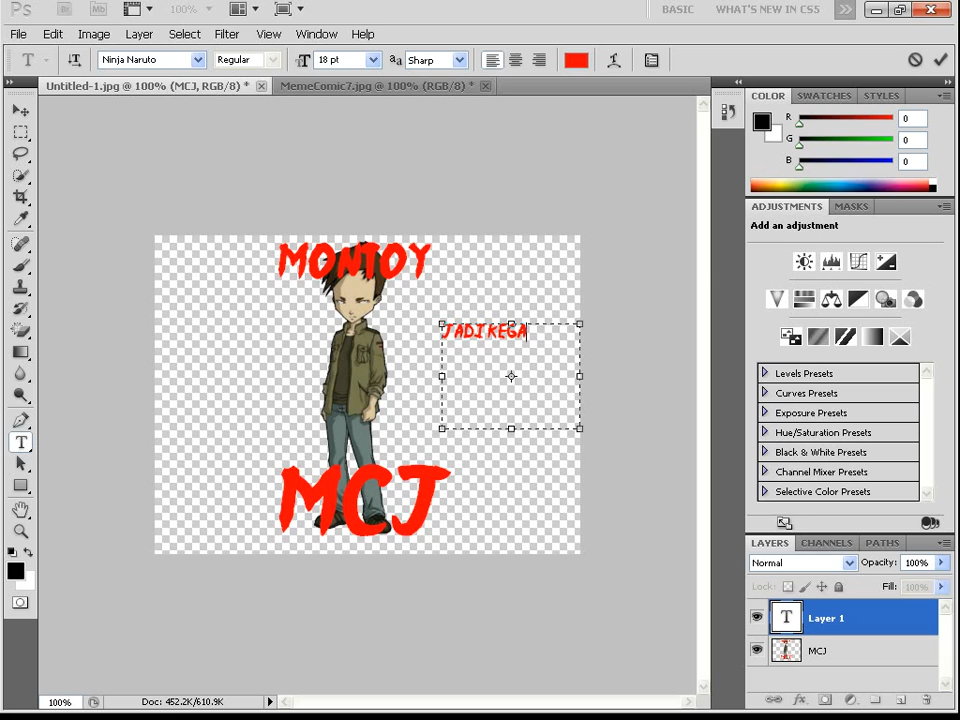 Ps Br Mb 100% BASIC WHAT'S NEW IN CS5
File Edit Image Layer Select Filter View Window Help
T Ninja Naruto Regular 18 pt aa Sharp
Untitled-1.jpg @ 100% (MCJ, RGB/8) * MemeComic7.jpg @ 100% (RGB/8) *
COLOR SWATCHES STYLES
R 0
G 0
B 0
ADJUSTMENTS MASKS
Add an adjustment
MONTOY
JADI KEGA
MCJ
Levels Presets
Curves Presets
Exposure Presets
Hue/Saturation Presets
Black & White Presets
Channel Mixer Presets
Selective Color Presets
LAYERS CHANNELS PATHS
Normal Opacity: 100%
Lock: Fill: 100%
T Layer 1
MCJ
100% Doc: 452.2K/610.9K